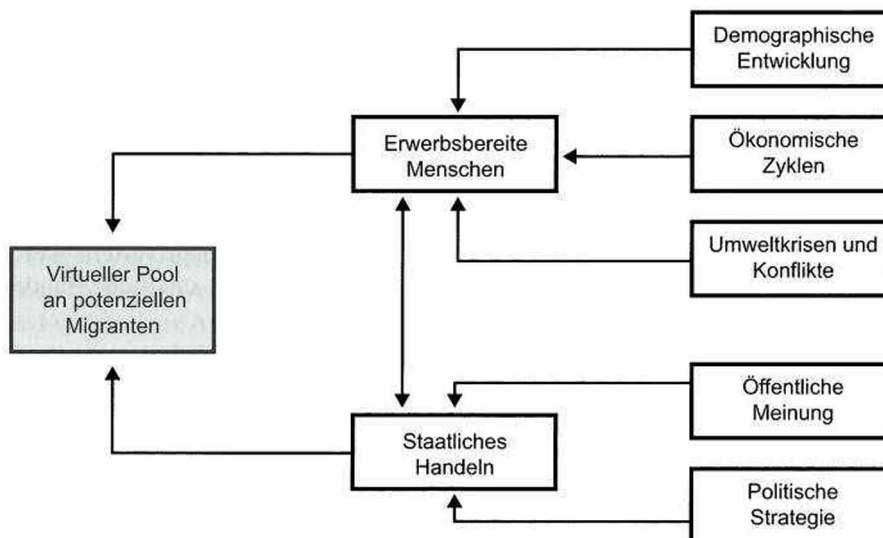 Demographische
Entwicklung
Erwerbsbereite
Menschen
Ökonomische
Zyklen
Umweltkrisen und
Konflikte
Virtueller Pool
an potenziellen
Migranten
Öffentliche
Meinung
Staatliches
Handeln
Politische
Strategie